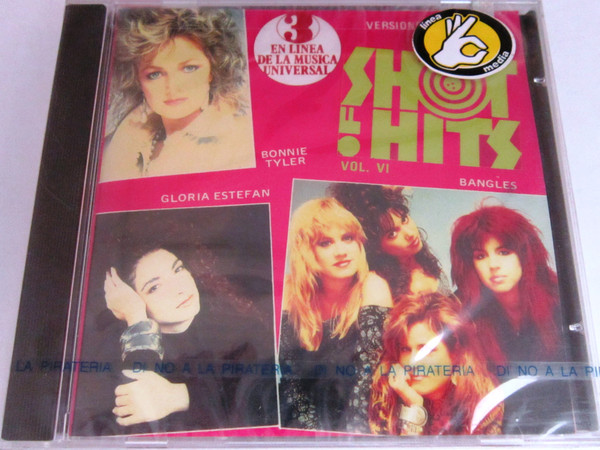 3
EN LINEA
DE LA MUSICA
UNIVERSAL
linea
media
SHOT
OF
HITS
VOL. VI
BONNIE
TYLER
GLORIA ESTEFAN
BANGLES
LA PIRATERIA DI NO A LA PIRATERIA DI NO A LA PIRATERIA DI NO A LA PI